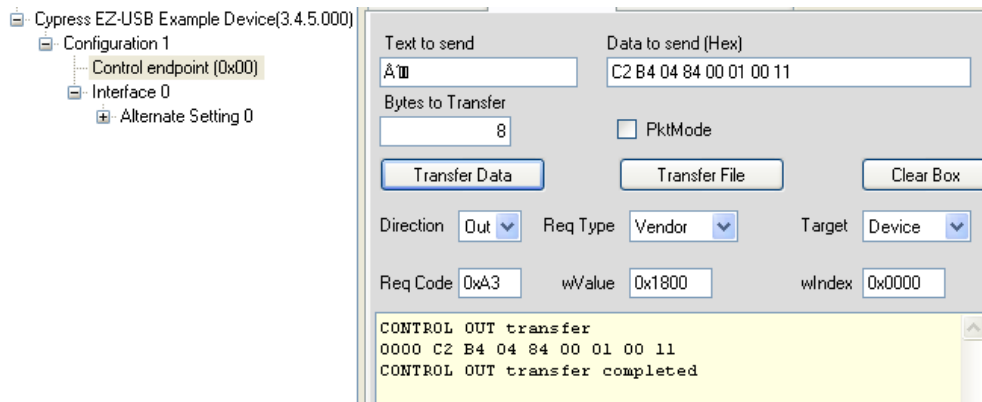 Cypress EZ-USB Example Device(3.4.5.000)
Configuration 1
Control endpoint (0x00)
Interface 0
Alternate Setting 0
Text to send
Data to send (Hex)
C2 B4 04 84 00 01 00 11
Bytes to Transfer
8
PktMode
Transfer Data
Transfer File
Clear Box
Direction Out Req Type Vendor Target Device
Req Code 0xA3 wValue 0x1800 wIndex 0x0000
CONTROL OUT transfer
0000 C2 B4 04 84 00 01 00 11
CONTROL OUT transfer completed